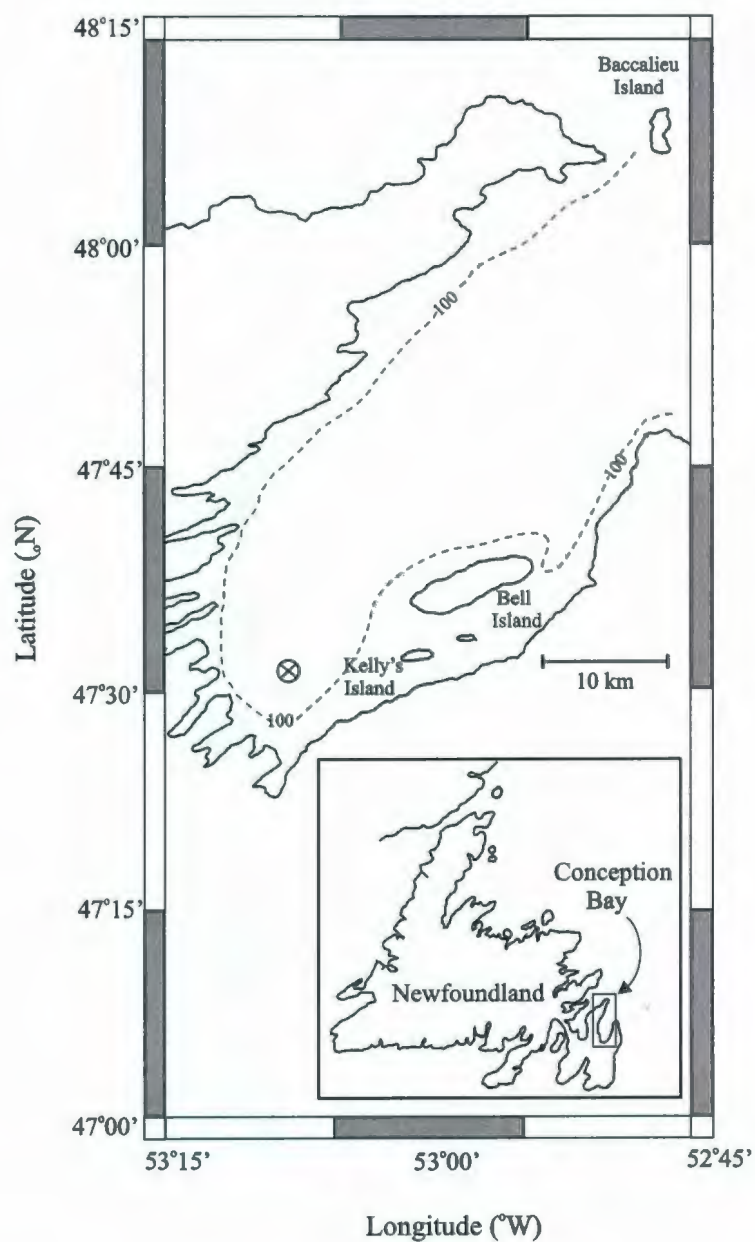 48°15'
Baccalieu
Island
48°00'
100
47°45'
100
Latitude (°N)
Bell
Island
Kelly's
Island
10 km
47°30'
100
Conception
Bay
47°15'
Newfoundland
47°00'
53°15'
53°00'
52°45'
Longitude (°W)